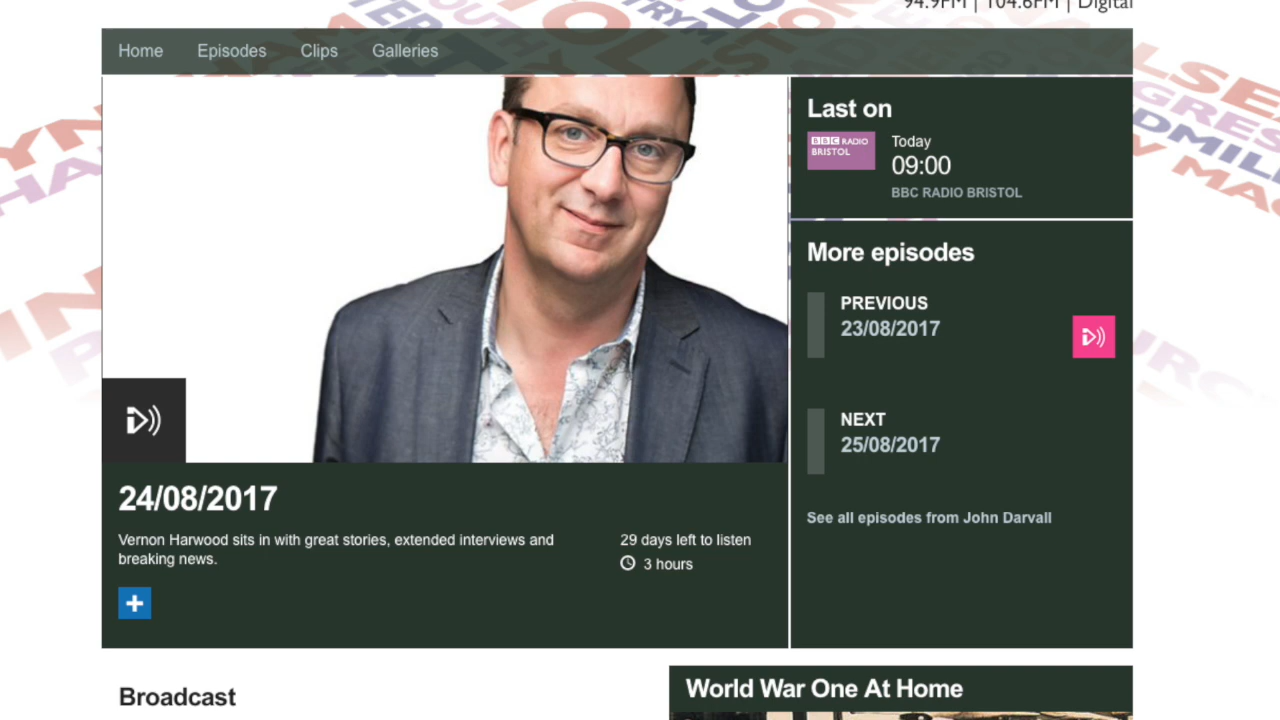 94.9FM | 104.6FM | Digital
Home Episodes Clips Galleries
Last on
BBC RADIO
BRISTOL
Today
09:00
BBC RADIO BRISTOL
More episodes
PREVIOUS
23/08/2017
NEXT
25/08/2017
See all episodes from John Darvall
24/08/2017
Vernon Harwood sits in with great stories, extended interviews and
breaking news.
29 days left to listen
3 hours
Broadcast
World War One At Home